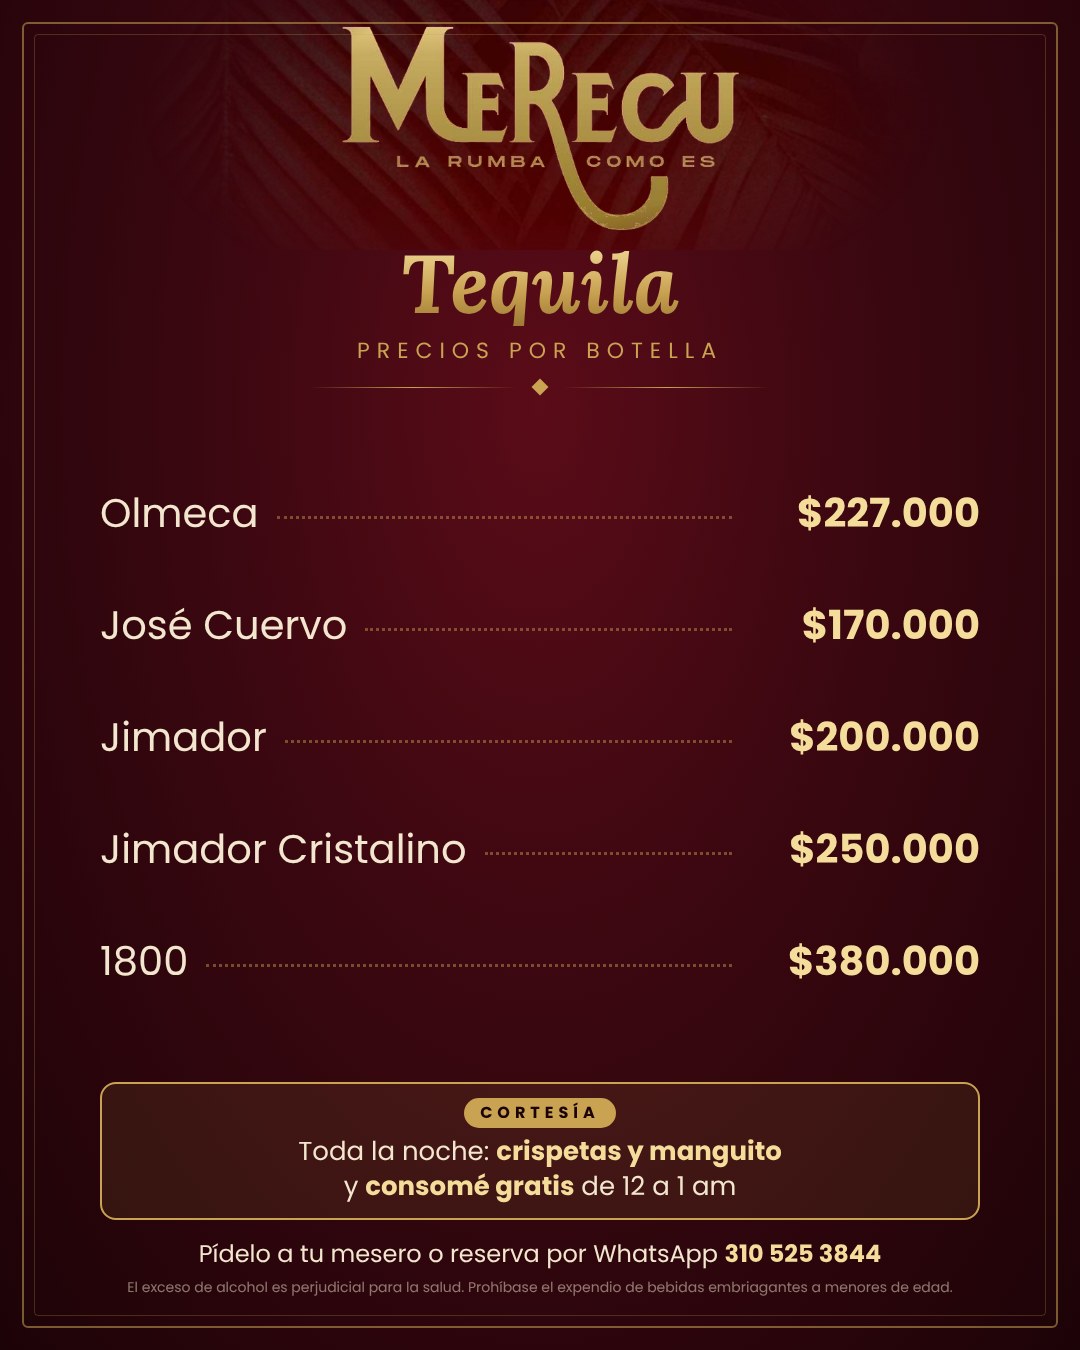 MERECU
LA RUMBA COMO ES
Tequila
PRECIOS POR BOTELLA
Olmeca $227.000
José Cuervo $170.000
Jimador $200.000
Jimador Cristalino $250.000
1800 $380.000
CORTESÍA
Toda la noche: crispetas y manguito
y consomé gratis de 12 a 1 am
Pídelo a tu mesero o reserva por WhatsApp 310 525 3844
El exceso de alcohol es perjudicial para la salud. Prohíbase el expendio de bebidas embriagantes a menores de edad.